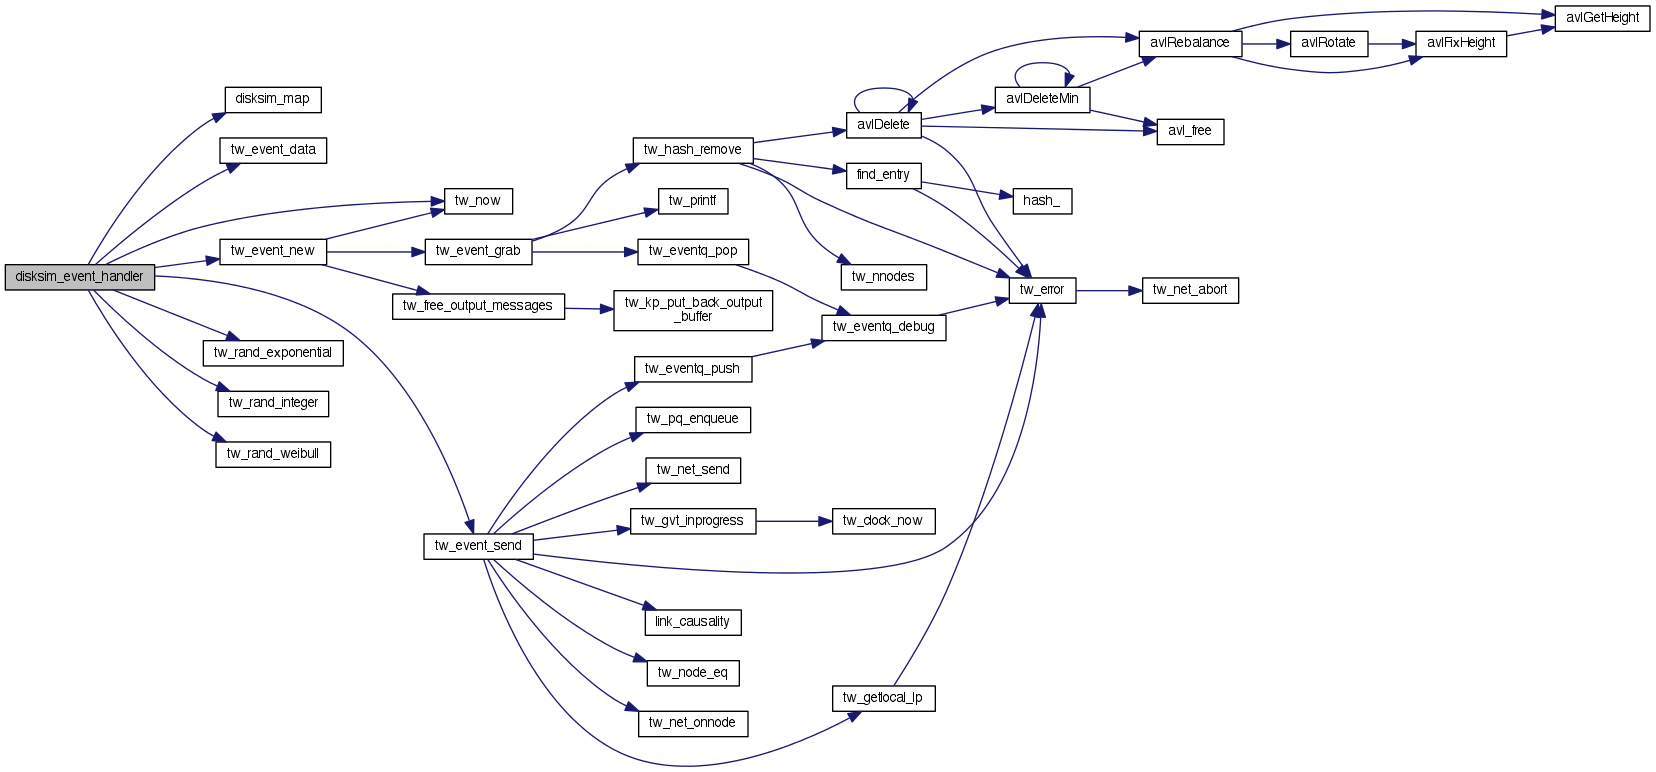 avlGetHeight
avlRebalance
avlRotate
avlFixHeight
disksim_map
avlDeleteMin
avlDelete
avl_free
tw_event_data
tw_hash_remove
find_entry
tw_now
tw_printf
hash_
tw_event_new
tw_event_grab
tw_eventq_pop
disksim_event_handler
tw_nnodes
tw_error
tw_net_abort
tw_free_output_messages
tw_kp_put_back_output
_buffer
tw_eventq_debug
tw_rand_exponential
tw_eventq_push
tw_rand_integer
tw_pq_enqueue
tw_rand_weibull
tw_net_send
tw_gvt_inprogress
tw_clock_now
tw_event_send
link_causality
tw_node_eq
tw_getlocal_lp
tw_net_onnode